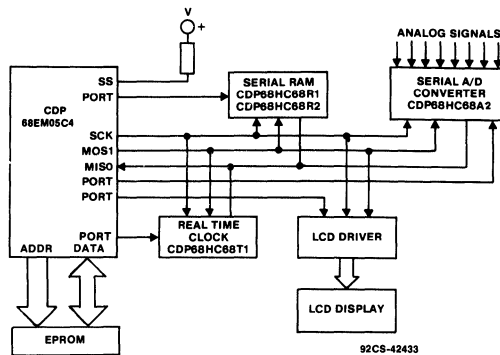 V
+
ANALOG SIGNALS
CDP
68EM05C4
SS
PORT
SCK
MOS1
MISO
PORT
PORT
PORT
ADDR DATA
SERIAL RAM
CDP68HC68R1
CDP68HC68R2
SERIAL A/D
CONVERTER
CDP68HC68A2
REAL TIME
CLOCK
CDP68HC68T1
LCD DRIVER
LCD DISPLAY
EPROM
92CS-42433